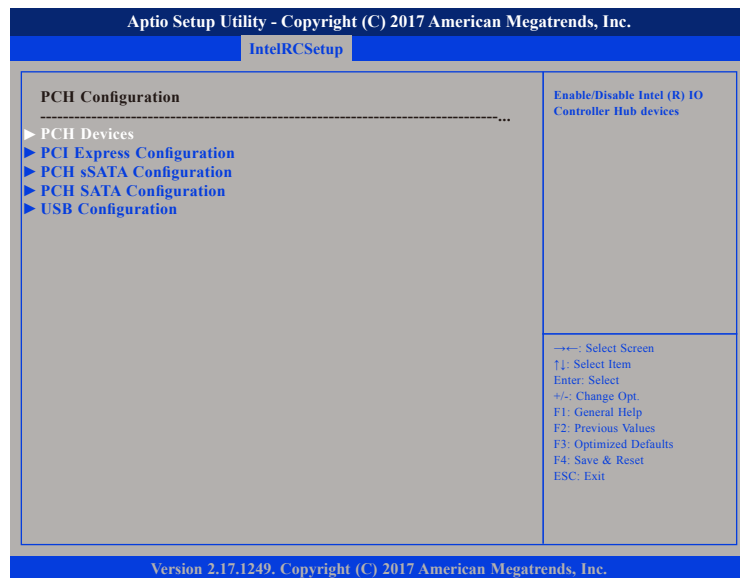 Aptio Setup Utility - Copyright (C) 2017 American Megatrends, Inc.
IntelRCSetup
PCH Configuration
--------------------------------------------------------------------------------...
► PCH Devices
► PCI Express Configuration
► PCH sSATA Configuration
► PCH SATA Configuration
► USB Configuration
Enable/Disable Intel (R) IO
Controller Hub devices
→←: Select Screen
↑↓: Select Item
Enter: Select
+/-: Change Opt.
F1: General Help
F2: Previous Values
F3: Optimized Defaults
F4: Save & Reset
ESC: Exit
Version 2.17.1249. Copyright (C) 2017 American Megatrends, Inc.